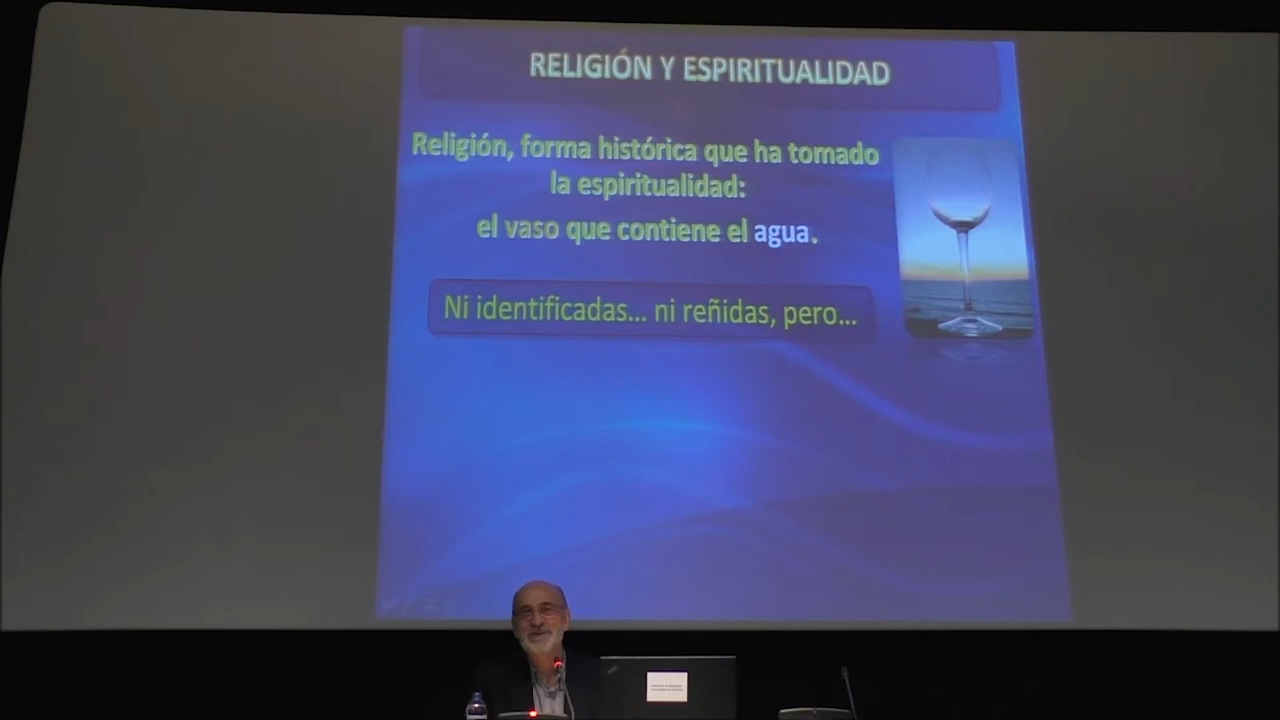 RELIGIÓN Y ESPIRITUALIDAD
Religión, forma histórica que ha tomado
la espiritualidad:
el vaso que contiene el agua.
Ni identificadas... ni reñidas, pero...